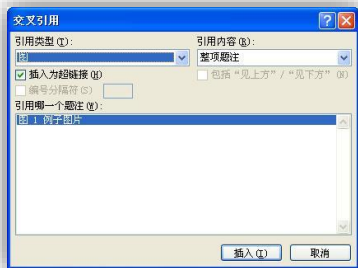 交叉引用
引用类型(T):
引用内容(R):
图
整项题注
插入为超链接(H)
包括“见上方”/“见下方”(N)
编号分隔符(S)
引用哪一个题注(W):
图 1 例子图片
插入(I)
取消